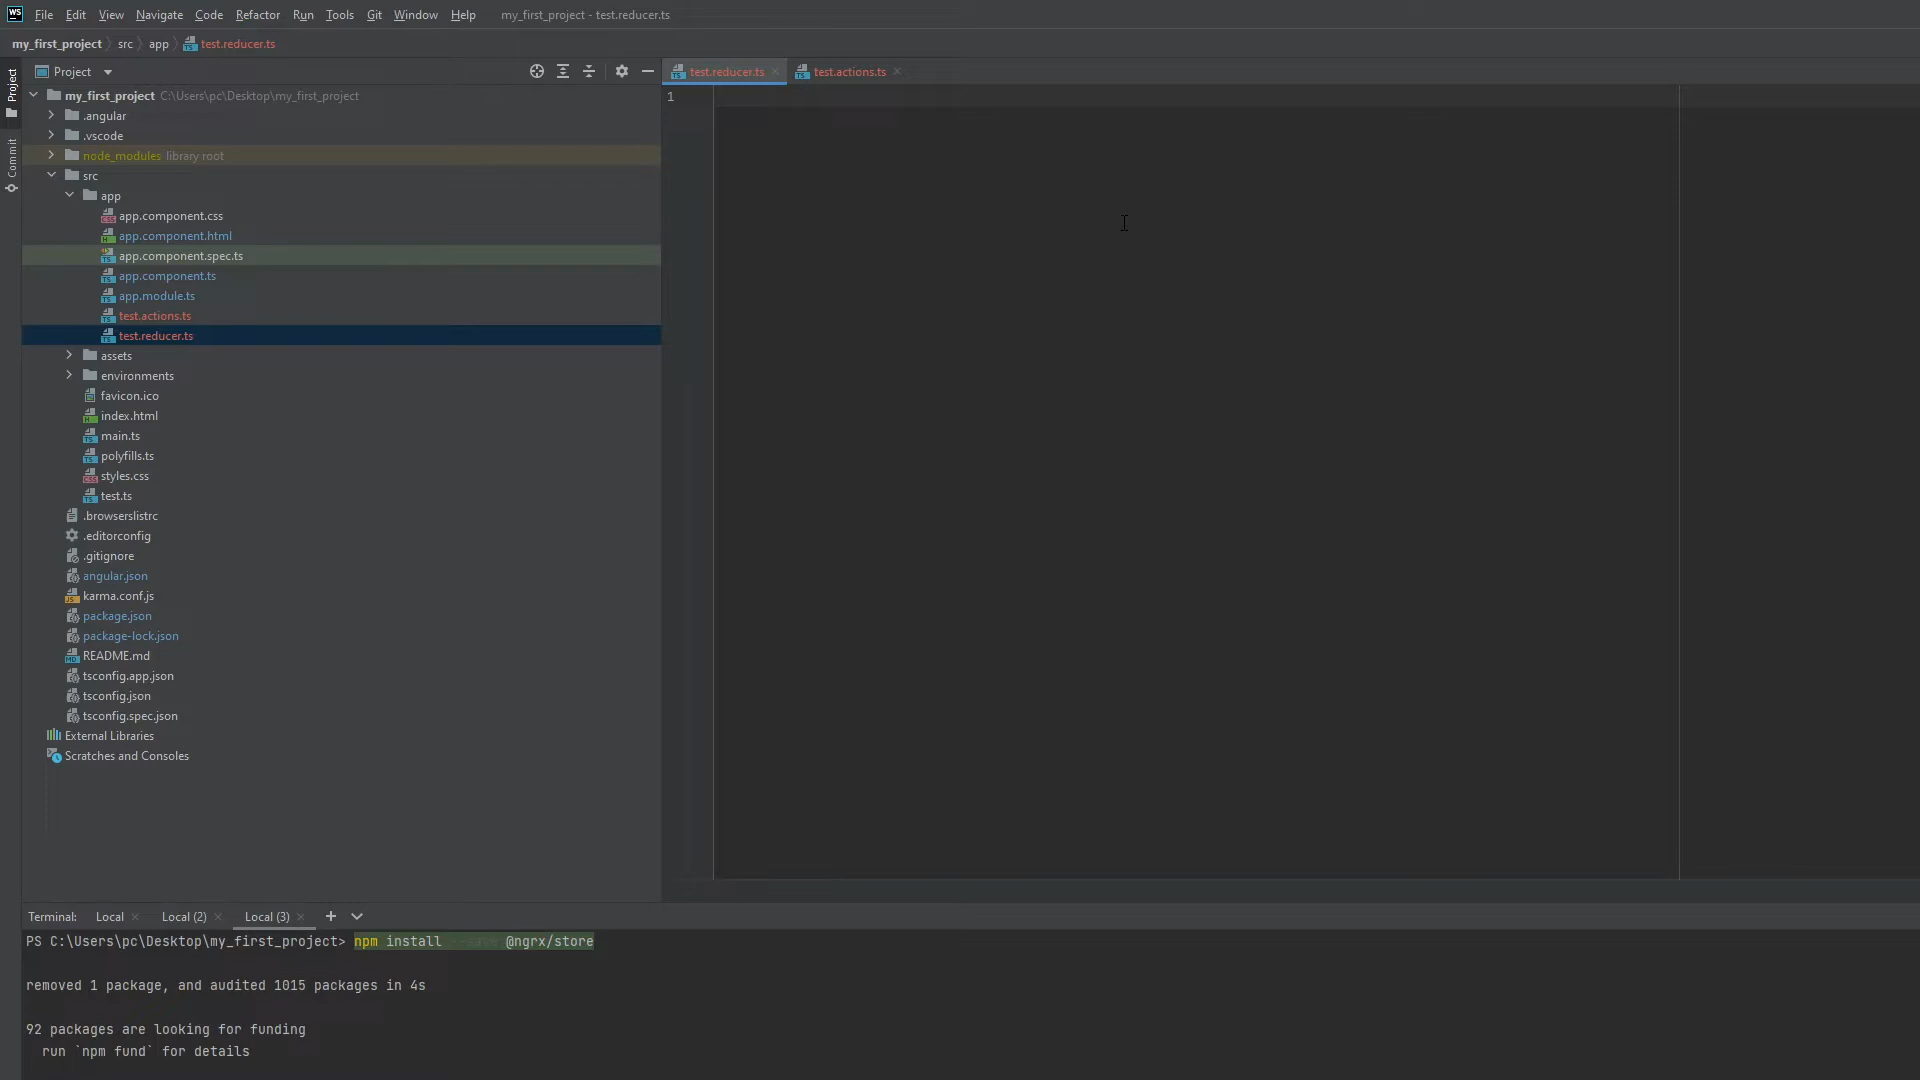 WS File Edit View Navigate Code Refactor Run Tools Git Window Help my_first_project - test.reducer.ts
my_first_project src app test.reducer.ts
Project
Commit
Project
test.reducer.ts test.actions.ts
my_first_project C:\Users\pc\Desktop\my_first_project
1
.angular
.vscode
node_modules library root
src
app
app.component.css
app.component.html
app.component.spec.ts
app.component.ts
app.module.ts
test.actions.ts
test.reducer.ts
assets
environments
favicon.ico
index.html
main.ts
polyfills.ts
styles.css
test.ts
.browserslistrc
.editorconfig
.gitignore
angular.json
karma.conf.js
package.json
package-lock.json
README.md
tsconfig.app.json
tsconfig.json
tsconfig.spec.json
External Libraries
Scratches and Consoles
Terminal: Local Local (2) Local (3)
PS C:\Users\pc\Desktop\my_first_project> npm install --save @ngrx/store
removed 1 package, and audited 1015 packages in 4s
92 packages are looking for funding
run `npm fund` for details